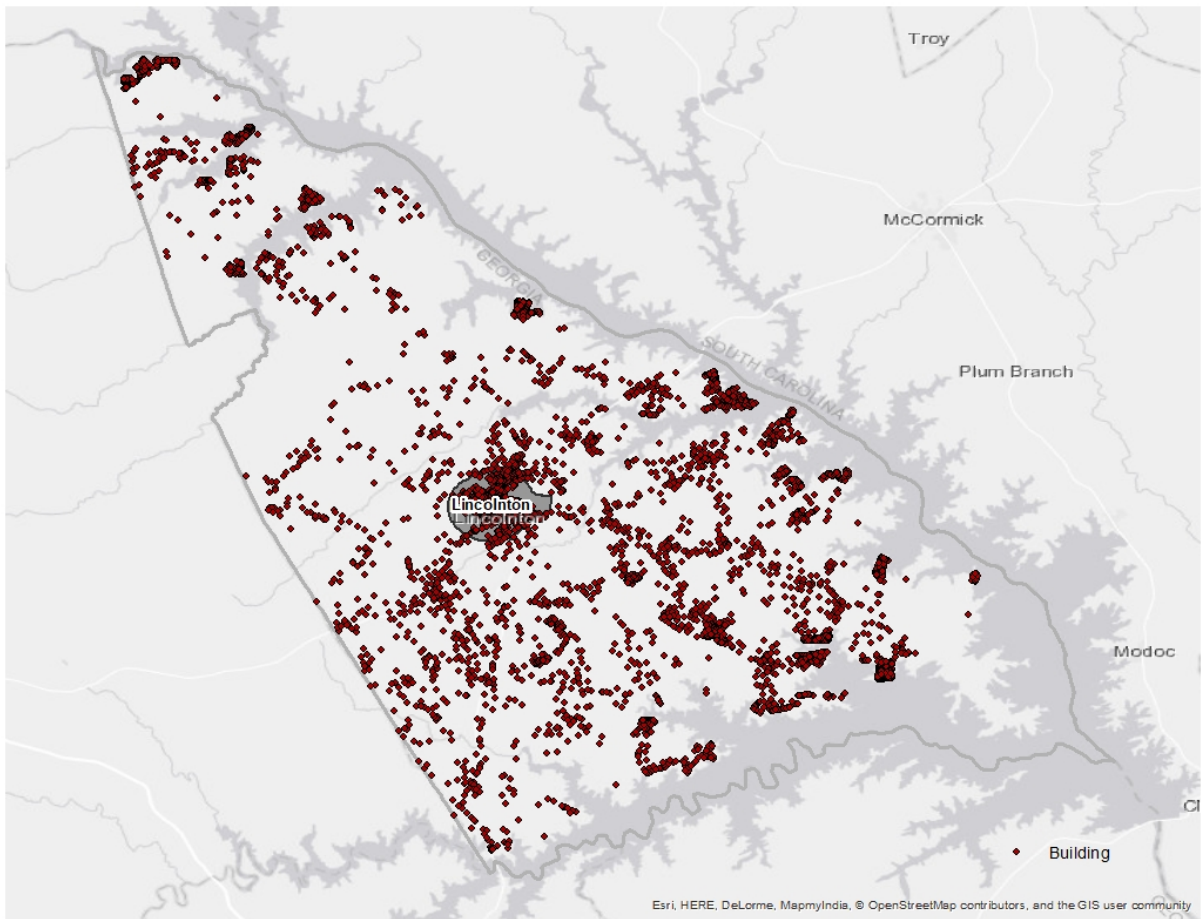 Troy
McCormick
GEORGIA
SOUTH CAROLINA
Plum Branch
Lincolnton
Lincolnton
Modoc
Cl
Building
Esri, HERE, DeLorme, MapmyIndia, © OpenStreetMap contributors, and the GIS user community